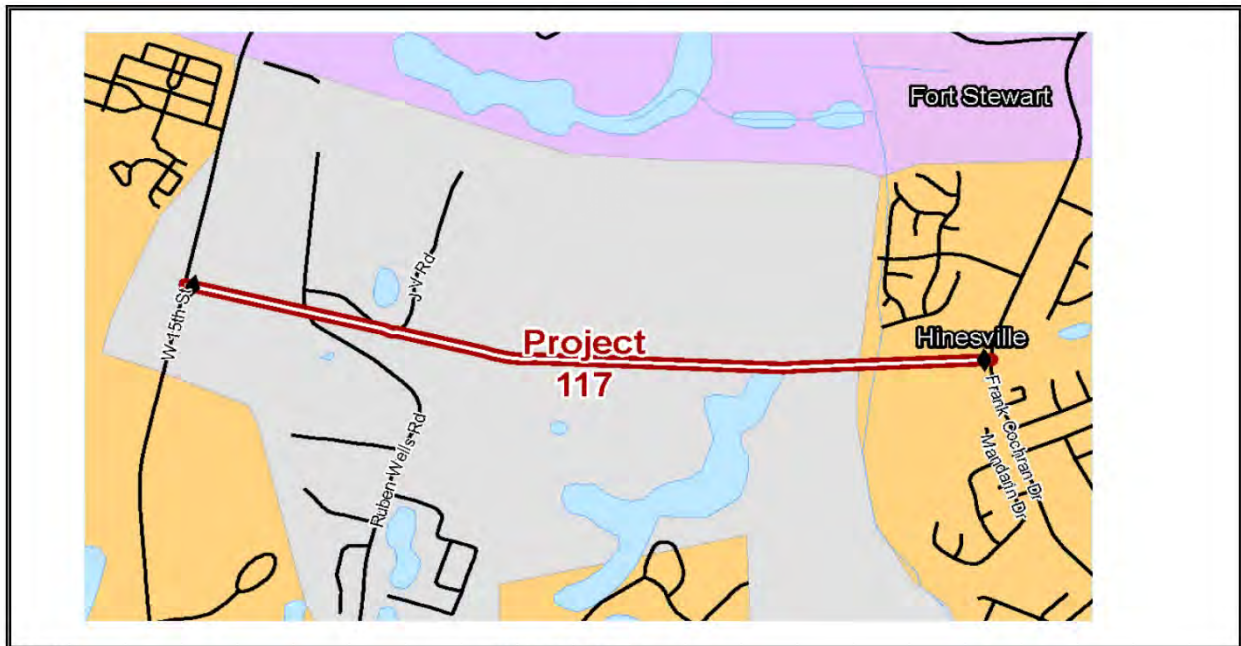 Fort Stewart
J V Rd
W 15th St
Project
117
Hinesville
Ruben Wells Rd
Frank Cochran Dr
Mandarin Dr